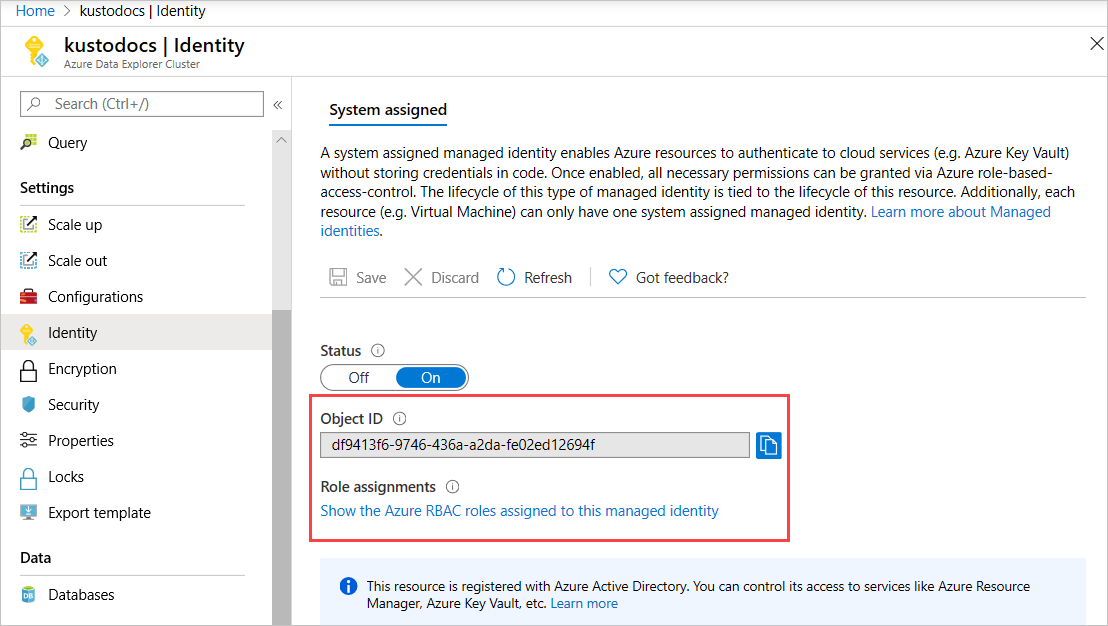 Home > kustodocs | Identity
kustodocs | Identity
Azure Data Explorer Cluster
Search (Ctrl+/)
«
Query
Settings
Scale up
Scale out
Configurations
Identity
Encryption
Security
Properties
Locks
Export template
Data
Databases
System assigned
A system assigned managed identity enables Azure resources to authenticate to cloud services (e.g. Azure Key Vault)
without storing credentials in code. Once enabled, all necessary permissions can be granted via Azure role-based-
access-control. The lifecycle of this type of managed identity is tied to the lifecycle of this resource. Additionally, each
resource (e.g. Virtual Machine) can only have one system assigned managed identity. Learn more about Managed
identities.
Save Discard Refresh Got feedback?
Status
Off On
Object ID
df9413f6-9746-436a-a2da-fe02ed12694f
Role assignments
Show the Azure RBAC roles assigned to this managed identity
This resource is registered with Azure Active Directory. You can control its access to services like Azure Resource
Manager, Azure Key Vault, etc. Learn more